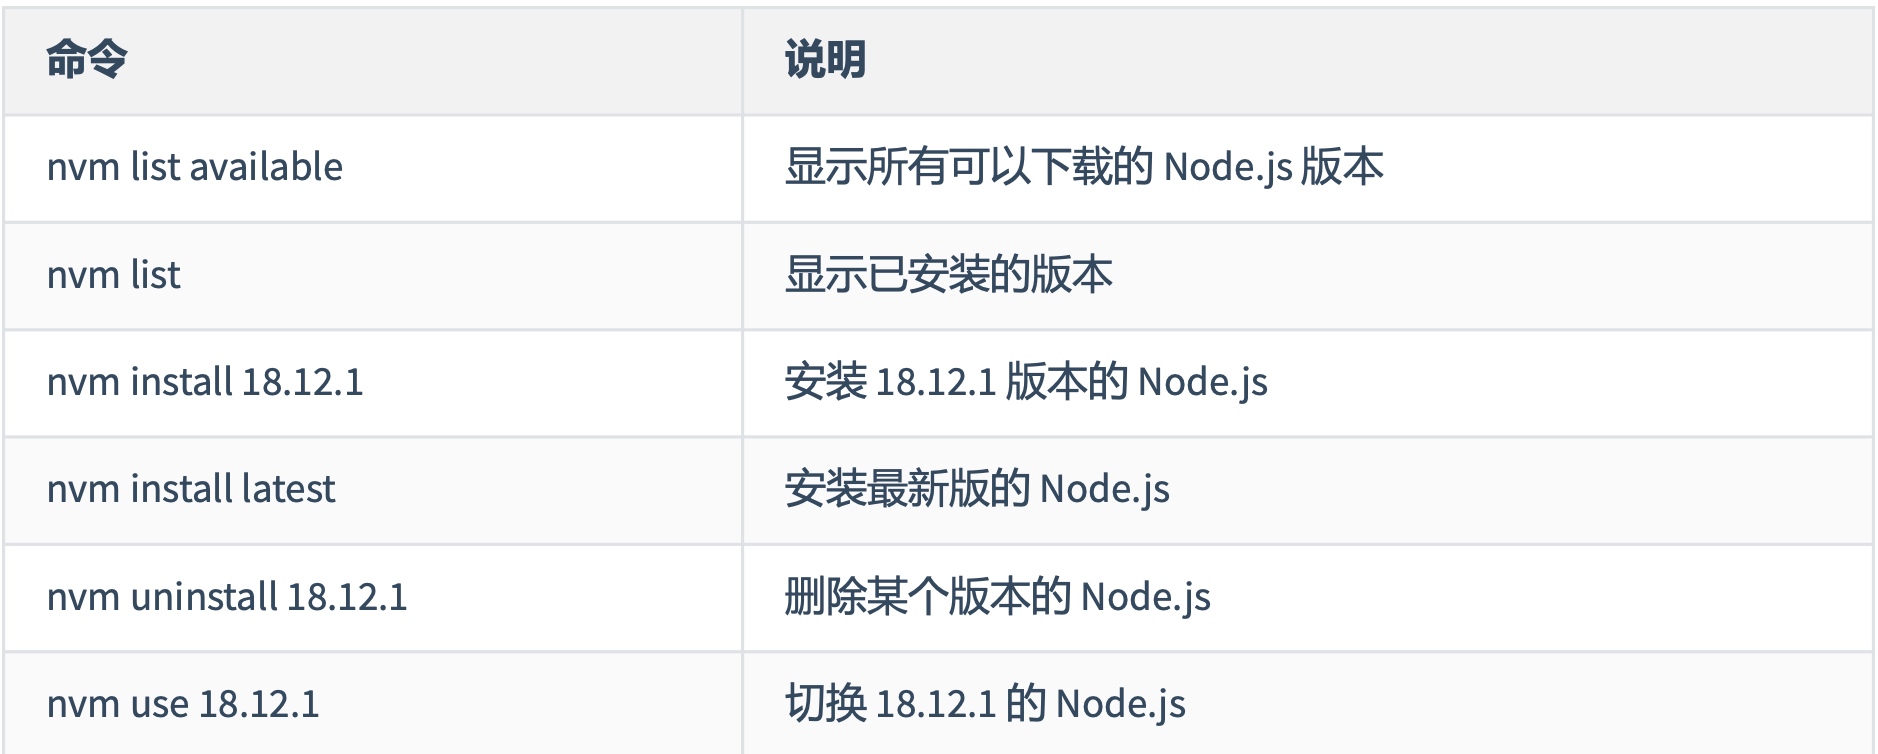 命令 说明
nvm list available 显示所有可以下载的 Node.js 版本
nvm list 显示已安装的版本
nvm install 18.12.1 安装 18.12.1 版本的 Node.js
nvm install latest 安装最新版的 Node.js
nvm uninstall 18.12.1 删除某个版本的 Node.js
nvm use 18.12.1 切换 18.12.1 的 Node.js